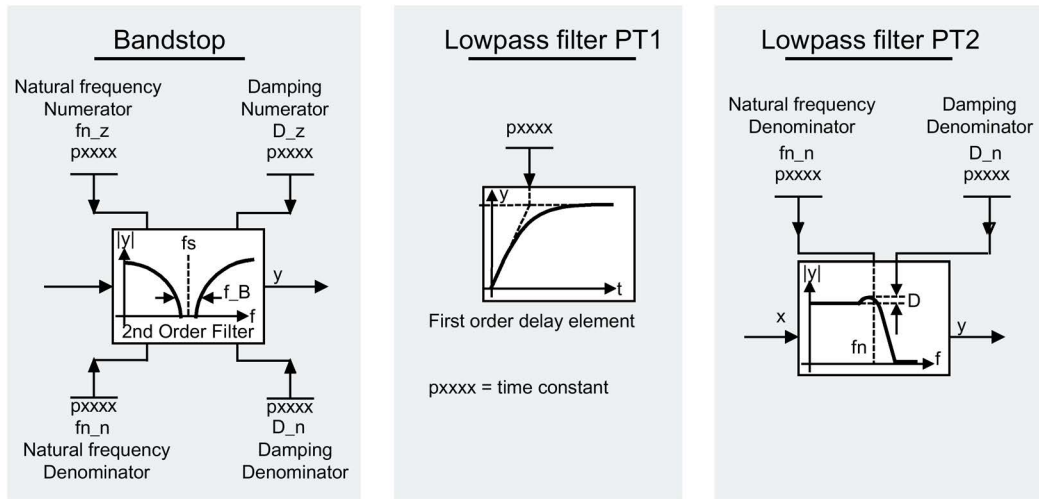 Bandstop
Natural frequency
Numerator
fn_z
pxxxx
Damping
Numerator
D_z
pxxxx
|y|
fs
f_B
f
y
2nd Order Filter
pxxxx
fn_n
Natural frequency
Denominator
pxxxx
D_n
Damping
Denominator
Lowpass filter PT1
pxxxx
y
t
First order delay element
pxxxx = time constant
Lowpass filter PT2
Natural frequency
Denominator
fn_n
pxxxx
Damping
Denominator
D_n
pxxxx
|y|
D
x
fn
f
y